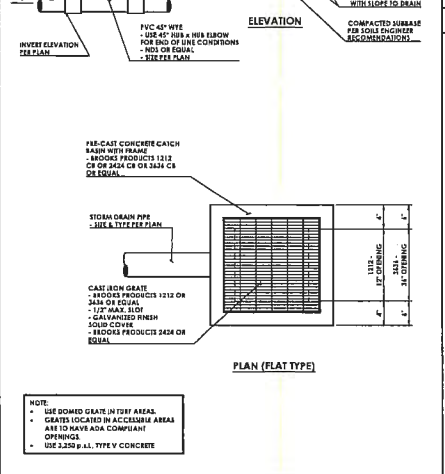 WITH SLOPE TO DRAIN
PVC 45° WYE
- USE 45° HUB x HUB ELBOW
FOR END OF LINE CONDITIONS
- NDS OR EQUAL
- SIZE PER PLAN
ELEVATION
COMPACTED SUBBASE
PER SOILS ENGINEER
RECOMENDATIONS
INVERT ELEVATION
PER PLAN
PRE-CAST CONCRETE CATCH
BASIN WITH FRAME
- BROOKS PRODUCTS 1212
CB OR 2424 CB OR 3636 CB
OR EQUAL
STORM DRAIN PIPE
- SIZE & TYPE PER PLAN
CAST IRON GRATE
- BROOKS PRODUCTS 1212 OR
3636 OR EQUAL
- 1/2" MAX. SLOT
- GALVANIZED FINISH
SOLID COVER
- BROOKS PRODUCTS 2424 OR
EQUAL
4"
6"
1212 -
12" OPENING
3636 -
36" OPENING
4"
6"
PLAN (FLAT TYPE)
NOTE:
• USE DOMED GRATE IN TURF AREAS.
• GRATES LOCATED IN ACCESSIBLE AREAS
ARE TO HAVE ADA COMPLIANT
OPENINGS.
• USE 3,250 p.s.i., TYPE V CONCRETE